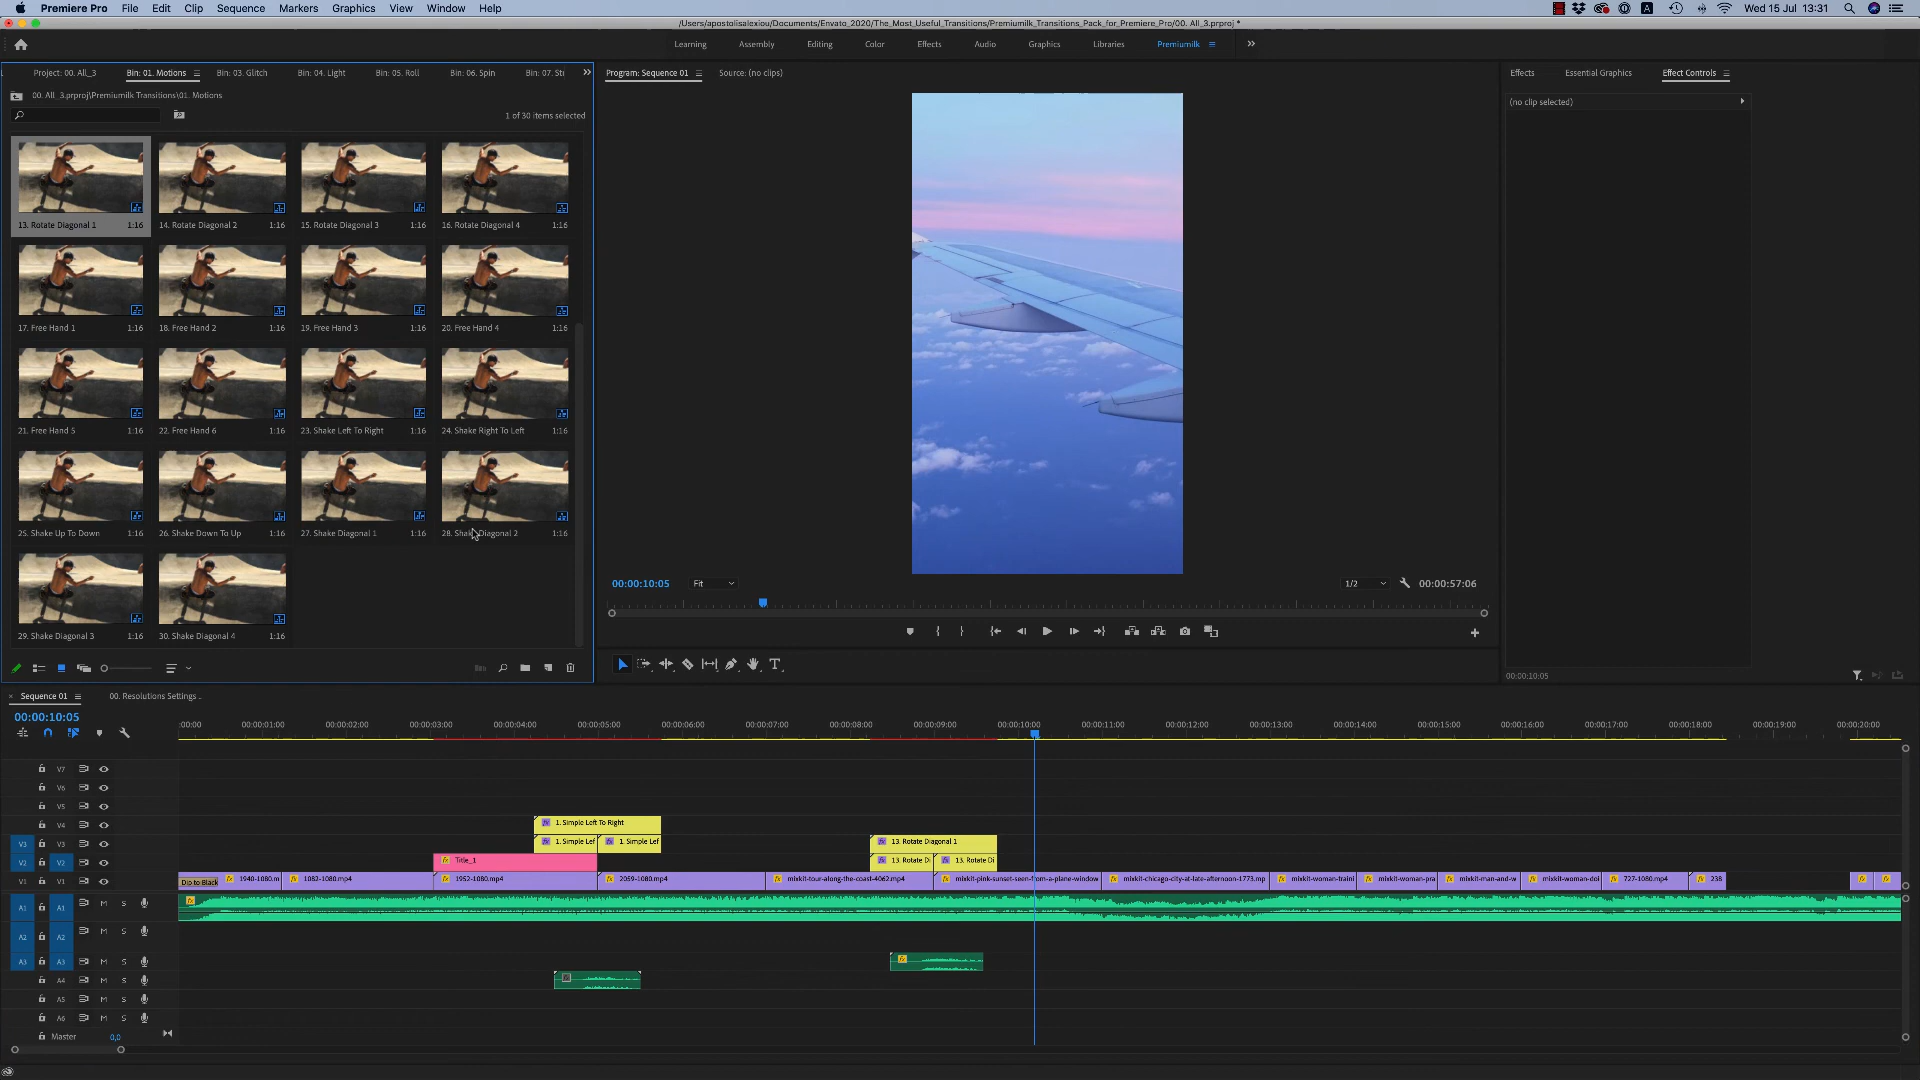 Premiere Pro File Edit Clip Sequence Markers Graphics View Window Help Wed 15 Jul 13:31
/Users/apostolisalexiou/Documents/Envato_2020/The_Most_Useful_Transitions/Premiumilk_Transitions_Pack_for_Premiere_Pro/00. All_3.prproj *
Learning Assembly Editing Color Effects Audio Graphics Libraries Premiumilk
Project: 00. All_3 Bin: 01. Motions Bin: 03. Glitch Bin: 04. Light Bin: 05. Roll Bin: 06. Spin Bin: 07. Sti
Program: Sequence 01 Source: (no clips) Effects Essential Graphics Effect Controls
00. All_3.prproj\Premiumilk Transitions\01. Motions
(no clip selected)
1 of 30 items selected
13. Rotate Diagonal 1 1:16 14. Rotate Diagonal 2 1:16 15. Rotate Diagonal 3 1:16 16. Rotate Diagonal 4 1:16
17. Free Hand 1 1:16 18. Free Hand 2 1:16 19. Free Hand 3 1:16 20. Free Hand 4 1:16
21. Free Hand 5 1:16 22. Free Hand 6 1:16 23. Shake Left To Right 1:16 24. Shake Right To Left 1:16
25. Shake Up To Down 1:16 26. Shake Down To Up 1:16 27. Shake Diagonal 1 1:16 28. Shake Diagonal 2 1:16
29. Shake Diagonal 3 1:16 30. Shake Diagonal 4 1:16
00:00:10:05 Fit 1/2 00:00:57:06
00:00:10:05
Sequence 01 00. Resolutions Settings ..
00:00:10:05
:00:00 00:00:01:00 00:00:02:00 00:00:03:00 00:00:04:00 00:00:05:00 00:00:06:00 00:00:07:00 00:00:08:00 00:00:09:00 00:00:10:00 00:00:11:00 00:00:12:00 00:00:13:00 00:00:14:00 00:00:15:00 00:00:16:00 00:00:17:00 00:00:18:00 00:00:19:00 00:00:20:00
V7
V6
V5
V4 1. Simple Left To Right
V3 V3 1. Simple Lef 1. Simple Lef 13. Rotate Diagonal 1
V2 V2 Title_1 13. Rotate Di 13. Rotate Di
V1 Dip to Black 1940-1080.m 1082-1080.mp4 1952-1080.mp4 2059-1080.mp4 mixkit-tour-along-the-coast-4062.mp4 mixkit-pink-sunset-seen-from-a-plane-window mixkit-chicago-city-at-late-afternoon-1773.mp mixkit-woman-traini mixkit-woman-pra mixkit-man-and-w mixkit-woman-doi 727-1080.mp4 238
A1 A1 M S
A2 A2 M S
A3 A3 M S
A4 M S
A5 M S
A6 M S
Master 0,0